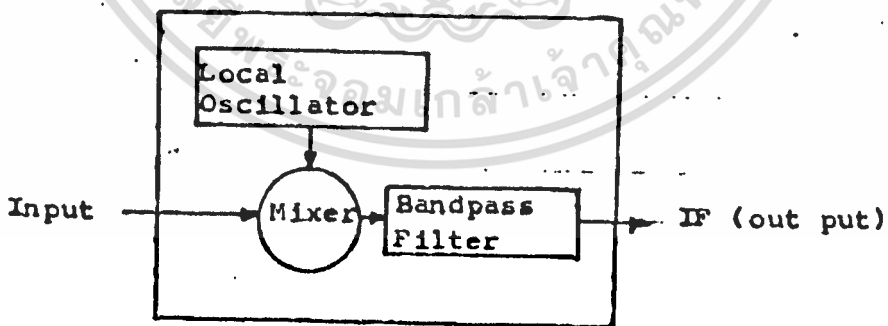 Local
Oscillator
Input
Mixer
Bandpass
Filter
IF (out put)